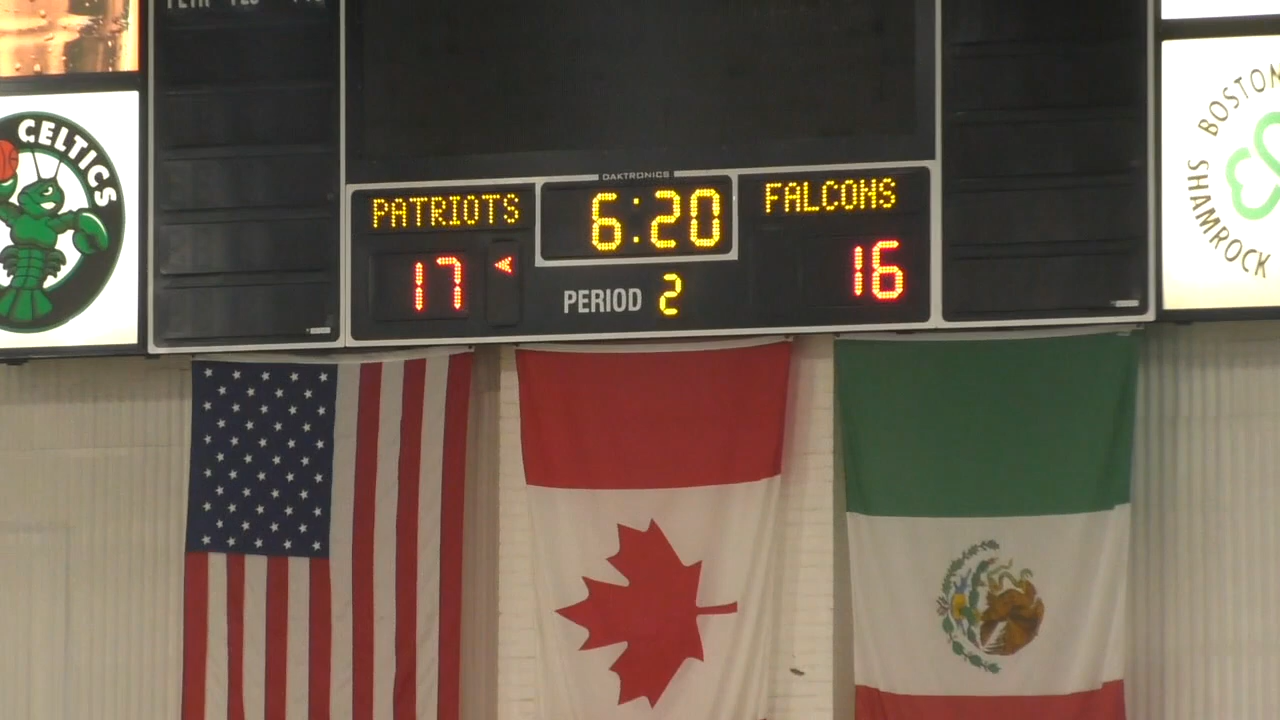 CELTICS
PATRIOTS
17
DAKTRONICS
6:20
PERIOD 2
FALCONS
16
BOSTON
SHAMROCK